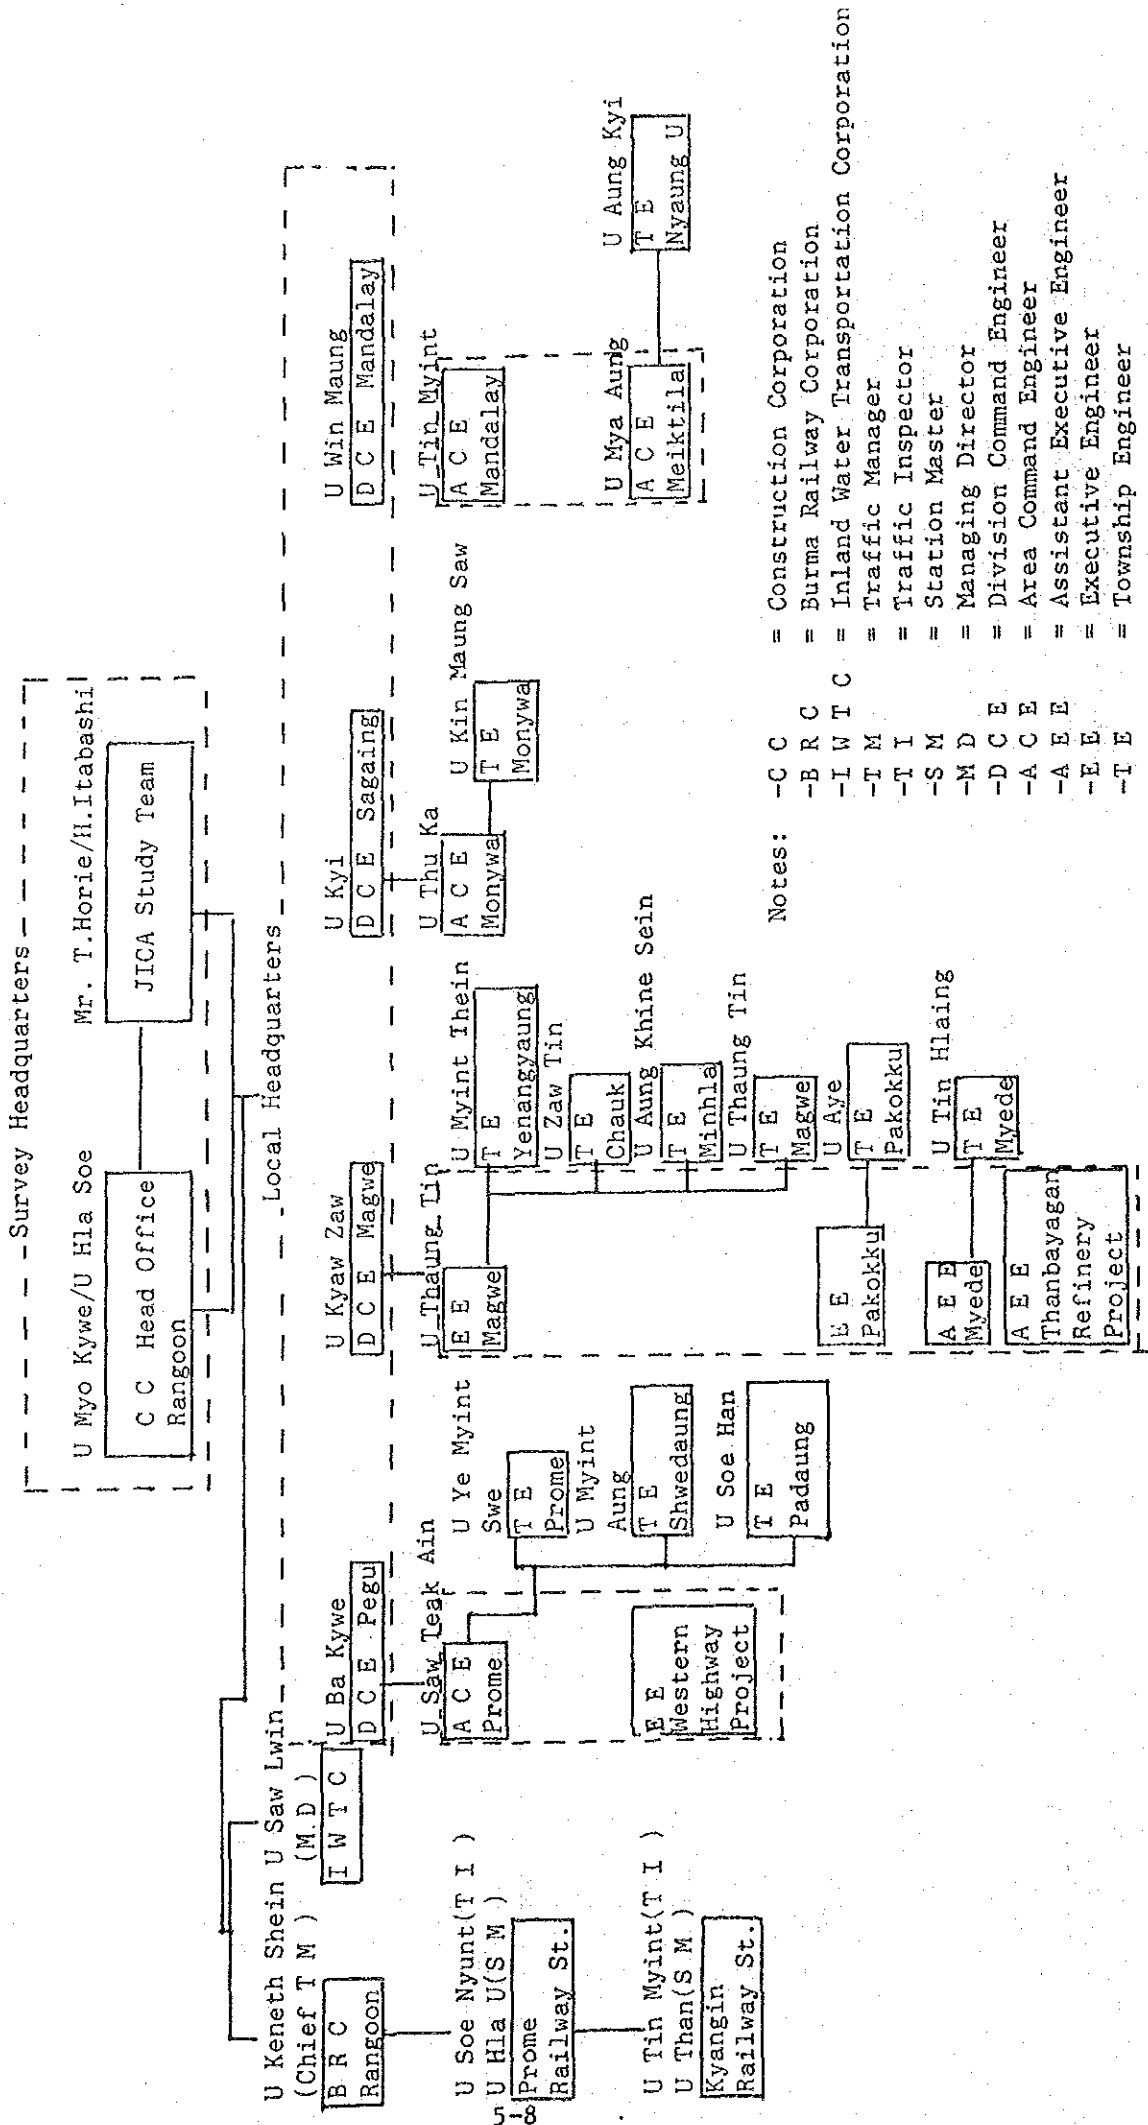 Survey Headquarters
U Myo Kywe/U Hla Soe
C C Head Office
Rangoon
Mr. T.Horie/H.Itabashi
JICA Study Team
Local Headquarters
U Keneth Shein
(Chief T M )
B R C
Rangoon
U Saw Lwin
(M.D )
I W T C
U Ba Kywe
D C E Pegu
U Kyaw Zaw
D C E Magwe
U Kyi
D C E Sagaing
U Win Maung
D C E Mandalay
U Soe Nyunt(T I )
U Hla U(S M )
Prome
Railway St.
U Tin Myint(T I )
U Than(S M )
Kyangin
Railway St.
U Saw Teak Ain
A C E
Prome
E E
Western
Highway
Project
U Ye Myint
Swe
T E
Prome
U Myint
Aung
T E
Shwedaung
U Soe Han
T E
Padaung
U Thaung Tin
E E
Magwe
E E
Pakokku
A E E
Myede
A E E
Thanbayagan
Refinery
Project
U Myint Thein
T E
Yenangyaung
U Zaw Tin
T E
Chauk
U Aung Khine Sein
T E
Minhla
U Thaung Tin
T E
Magwe
U Aye
T E
Pakokku
U Tin Hlaing
T E
Myede
U Thu Ka
A C E
Monywa
U Kin Maung Saw
T E
Monywa
U Tin Myint
A C E
Mandalay
U Mya Aung
A C E
Meiktila
U Aung Kyi
T E
Nyaung U
Notes: -C C = Construction Corporation
-B R C = Burma Railway Corporation
-I W T C = Inland Water Transportation Corporation
-T M = Traffic Manager
-T I = Traffic Inspector
-S M = Station Master
-M D = Managing Director
-D C E = Division Command Engineer
-A C E = Area Command Engineer
-A E E = Assistant Executive Engineer
-E E = Executive Engineer
-T E = Township Engineer
5-8